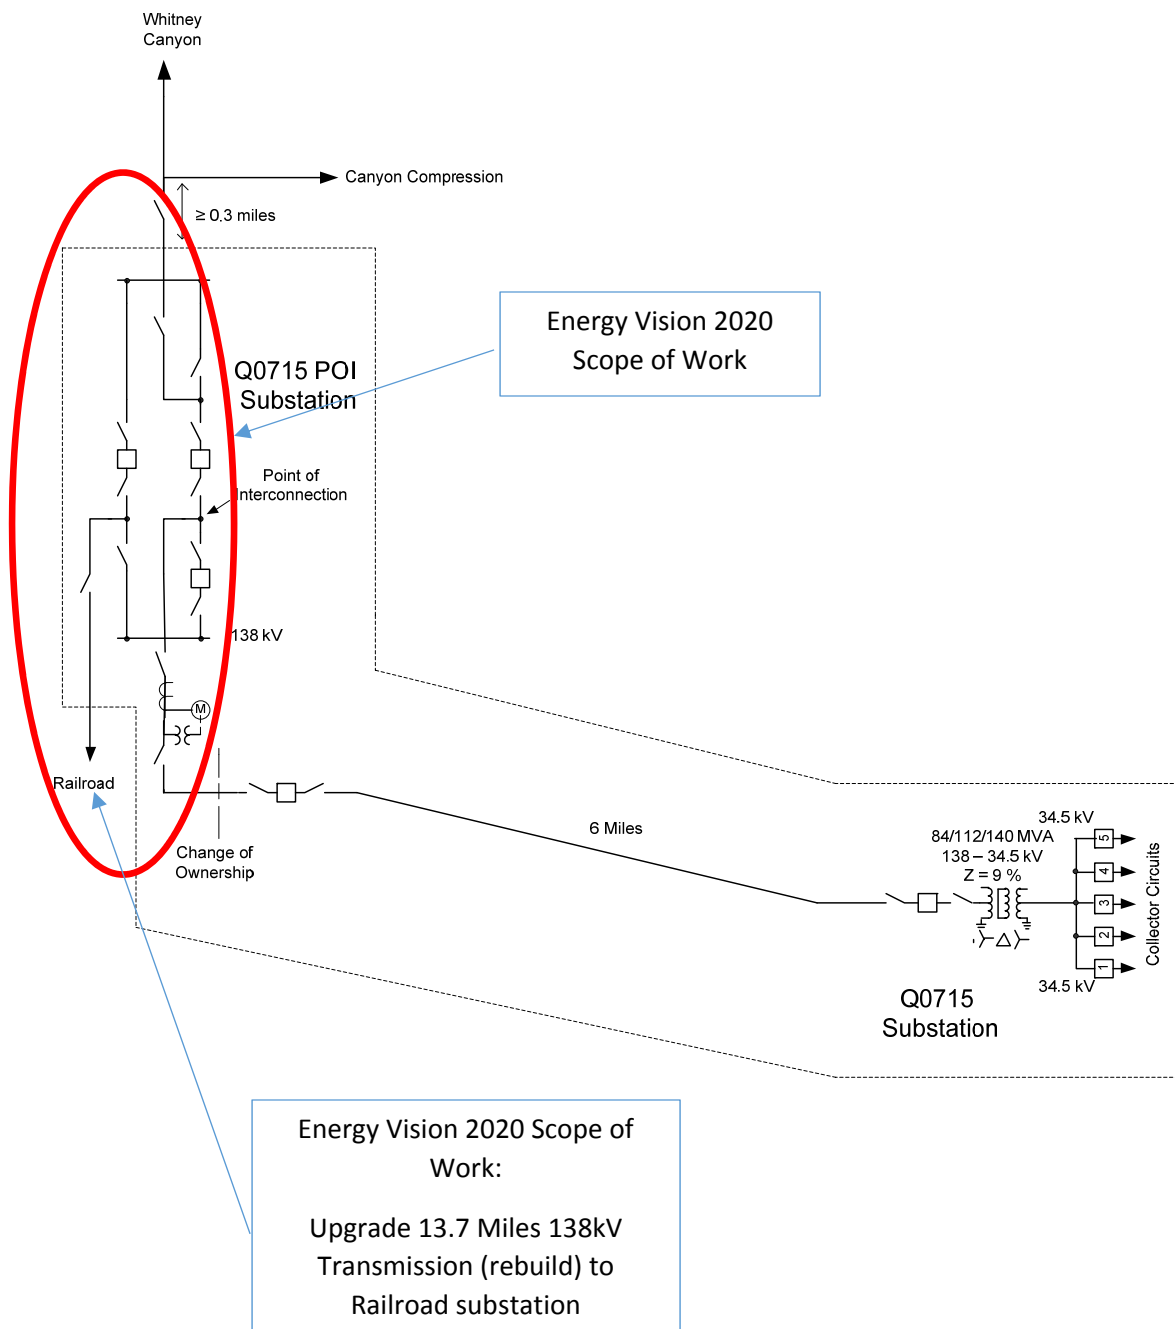 Whitney
Canyon
Canyon Compression
≥ 0.3 miles
Energy Vision 2020
Scope of Work
Q0715 POI
Substation
Point of
Interconnection
138 kV
M
Railroad
Change of
Ownership
6 Miles
34.5 kV
84/112/140 MVA
138 – 34.5 kV
Z = 9 %
5
4
3
2
1
Collector Circuits
34.5 kV
Q0715
Substation
Energy Vision 2020 Scope of
Work:
Upgrade 13.7 Miles 138kV
Transmission (rebuild) to
Railroad substation